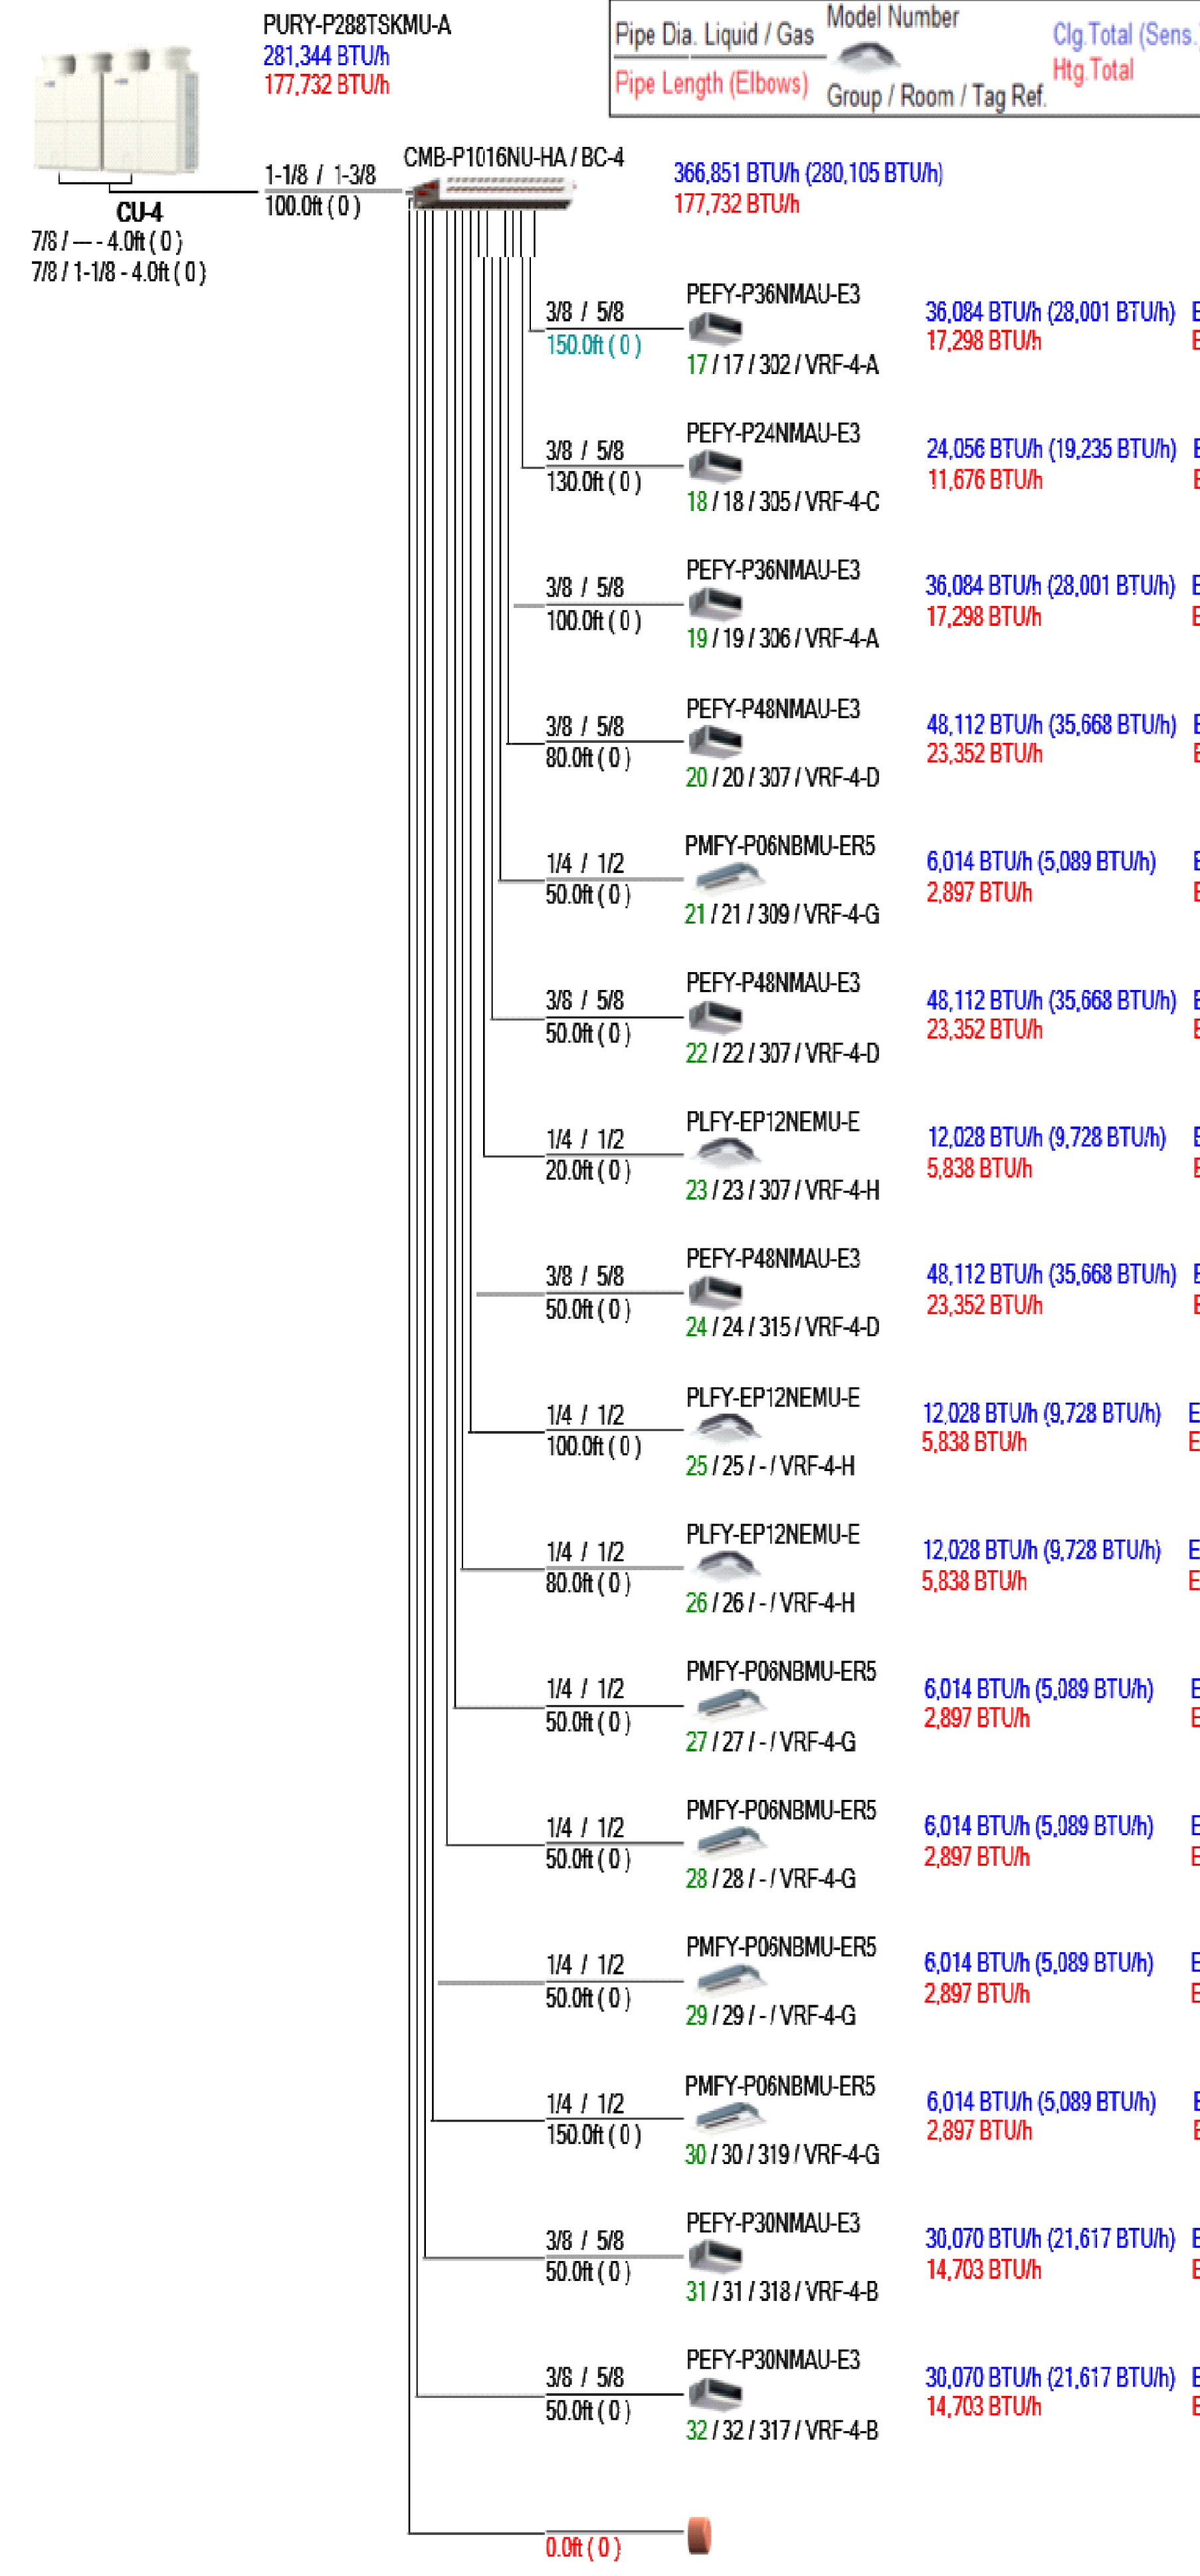 PURY-P288TSKMU-A
281,344 BTU/h
177,732 BTU/h
Pipe Dia. Liquid / Gas
Pipe Length (Elbows)
Model Number
Group / Room / Tag Ref.
Clg.Total (Sens.
Htg.Total
CU-4
7/8 / --- - 4.0ft ( 0 )
7/8 / 1-1/8 - 4.0ft ( 0 )
1-1/8 / 1-3/8
100.0ft ( 0 )
CMB-P1016NU-HA / BC-4
366,851 BTU/h (280,105 BTU/h)
177,732 BTU/h
3/8 / 5/8
150.0ft ( 0 )
PEFY-P36NMAU-E3
17 / 17 / 302 / VRF-4-A
36,084 BTU/h (28,001 BTU/h)
17,298 BTU/h
3/8 / 5/8
130.0ft ( 0 )
PEFY-P24NMAU-E3
18 / 18 / 305 / VRF-4-C
24,056 BTU/h (19,235 BTU/h)
11,676 BTU/h
3/8 / 5/8
100.0ft ( 0 )
PEFY-P36NMAU-E3
19 / 19 / 306 / VRF-4-A
36,084 BTU/h (28,001 BTU/h)
17,298 BTU/h
3/8 / 5/8
80.0ft ( 0 )
PEFY-P48NMAU-E3
20 / 20 / 307 / VRF-4-D
48,112 BTU/h (35,668 BTU/h)
23,352 BTU/h
1/4 / 1/2
50.0ft ( 0 )
PMFY-P06NBMU-ER5
21 / 21 / 309 / VRF-4-G
6,014 BTU/h (5,089 BTU/h)
2,897 BTU/h
3/8 / 5/8
50.0ft ( 0 )
PEFY-P48NMAU-E3
22 / 22 / 307 / VRF-4-D
48,112 BTU/h (35,668 BTU/h)
23,352 BTU/h
1/4 / 1/2
20.0ft ( 0 )
PLFY-EP12NEMU-E
23 / 23 / 307 / VRF-4-H
12,028 BTU/h (9,728 BTU/h)
5,838 BTU/h
3/8 / 5/8
50.0ft ( 0 )
PEFY-P48NMAU-E3
24 / 24 / 315 / VRF-4-D
48,112 BTU/h (35,668 BTU/h)
23,352 BTU/h
1/4 / 1/2
100.0ft ( 0 )
PLFY-EP12NEMU-E
25 / 25 / - / VRF-4-H
12,028 BTU/h (9,728 BTU/h)
5,838 BTU/h
1/4 / 1/2
80.0ft ( 0 )
PLFY-EP12NEMU-E
26 / 26 / - / VRF-4-H
12,028 BTU/h (9,728 BTU/h)
5,838 BTU/h
1/4 / 1/2
50.0ft ( 0 )
PMFY-P06NBMU-ER5
27 / 27 / - / VRF-4-G
6,014 BTU/h (5,089 BTU/h)
2,897 BTU/h
1/4 / 1/2
50.0ft ( 0 )
PMFY-P06NBMU-ER5
28 / 28 / - / VRF-4-G
6,014 BTU/h (5,089 BTU/h)
2,897 BTU/h
1/4 / 1/2
50.0ft ( 0 )
PMFY-P06NBMU-ER5
29 / 29 / - / VRF-4-G
6,014 BTU/h (5,089 BTU/h)
2,897 BTU/h
1/4 / 1/2
150.0ft ( 0 )
PMFY-P06NBMU-ER5
30 / 30 / 319 / VRF-4-G
6,014 BTU/h (5,089 BTU/h)
2,897 BTU/h
3/8 / 5/8
50.0ft ( 0 )
PEFY-P30NMAU-E3
31 / 31 / 318 / VRF-4-B
30,070 BTU/h (21,617 BTU/h)
14,703 BTU/h
3/8 / 5/8
50.0ft ( 0 )
PEFY-P30NMAU-E3
32 / 32 / 317 / VRF-4-B
30,070 BTU/h (21,617 BTU/h)
14,703 BTU/h
0.0ft ( 0 )